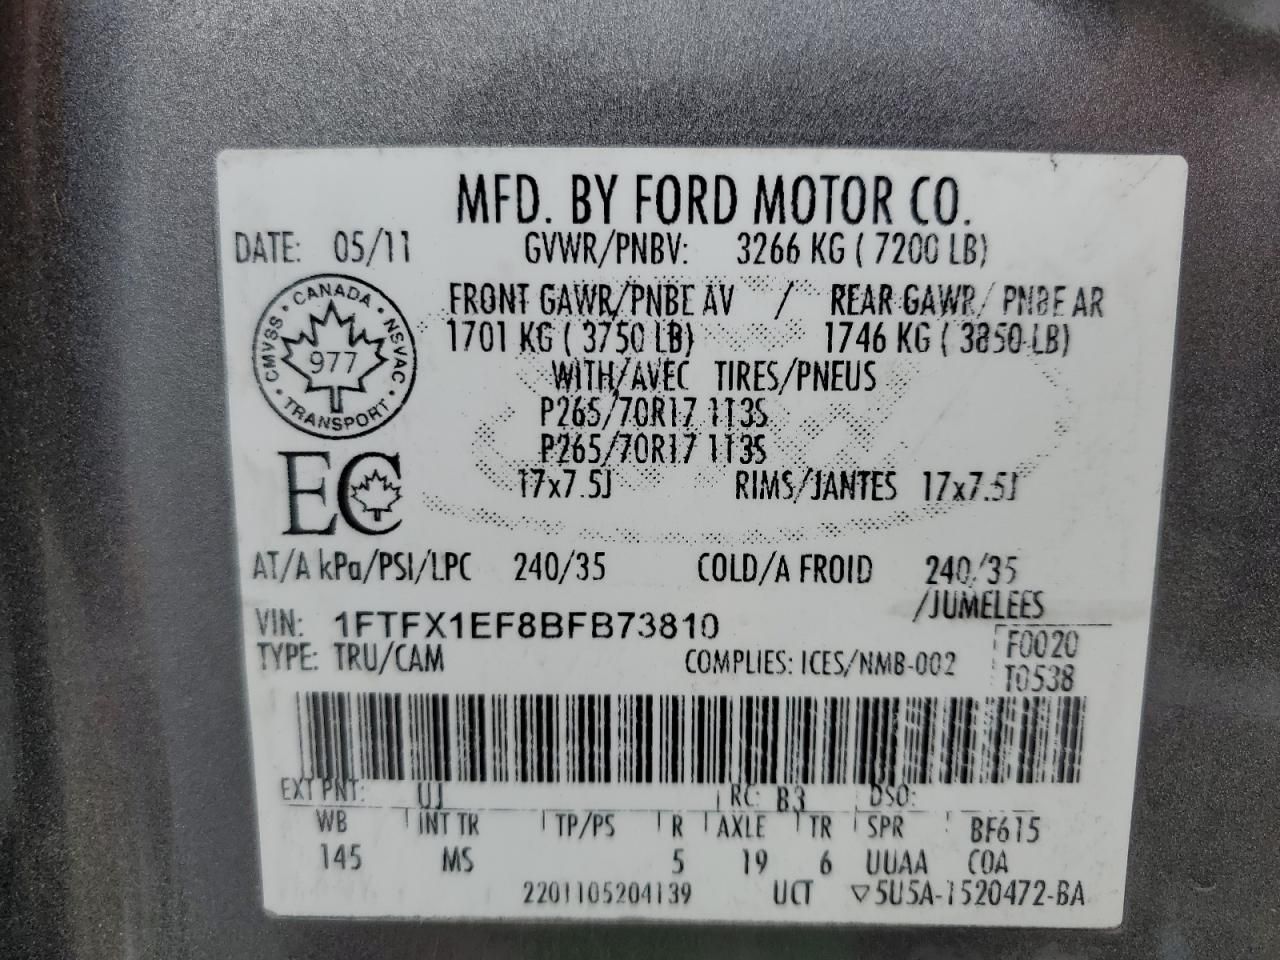 MFD. BY FORD MOTOR CO.
DATE: 05/11 GVWR/PNBV: 3266 KG ( 7200 LB)
CMVSS · CANADA · NSVAC · TRANSPORT ·
977
FRONT GAWR/PNBE AV / REAR GAWR/ PNBE AR
1701 KG ( 3750 LB) 1746 KG ( 3850 LB)
WITH/AVEC TIRES/PNEUS
P265/70R17 113S
P265/70R17 113S
EC
17x7.5J RIMS/JANTES 17x7.5J
AT/A kPa/PSI/LPC 240/35 COLD/A FROID 240/35
/JUMELEES
VIN: 1FTFX1EF8BFB73810
F0020
TYPE: TRU/CAM COMPLIES: ICES/NMB-002
T0538
EXT PNT: UJ RC: B3 DSO:
WB INT TR TP/PS R AXLE TR SPR BF615
145 MS 5 19 6 UUAA COA
2201105204139 UCT ▽5U5A-1520472-BA